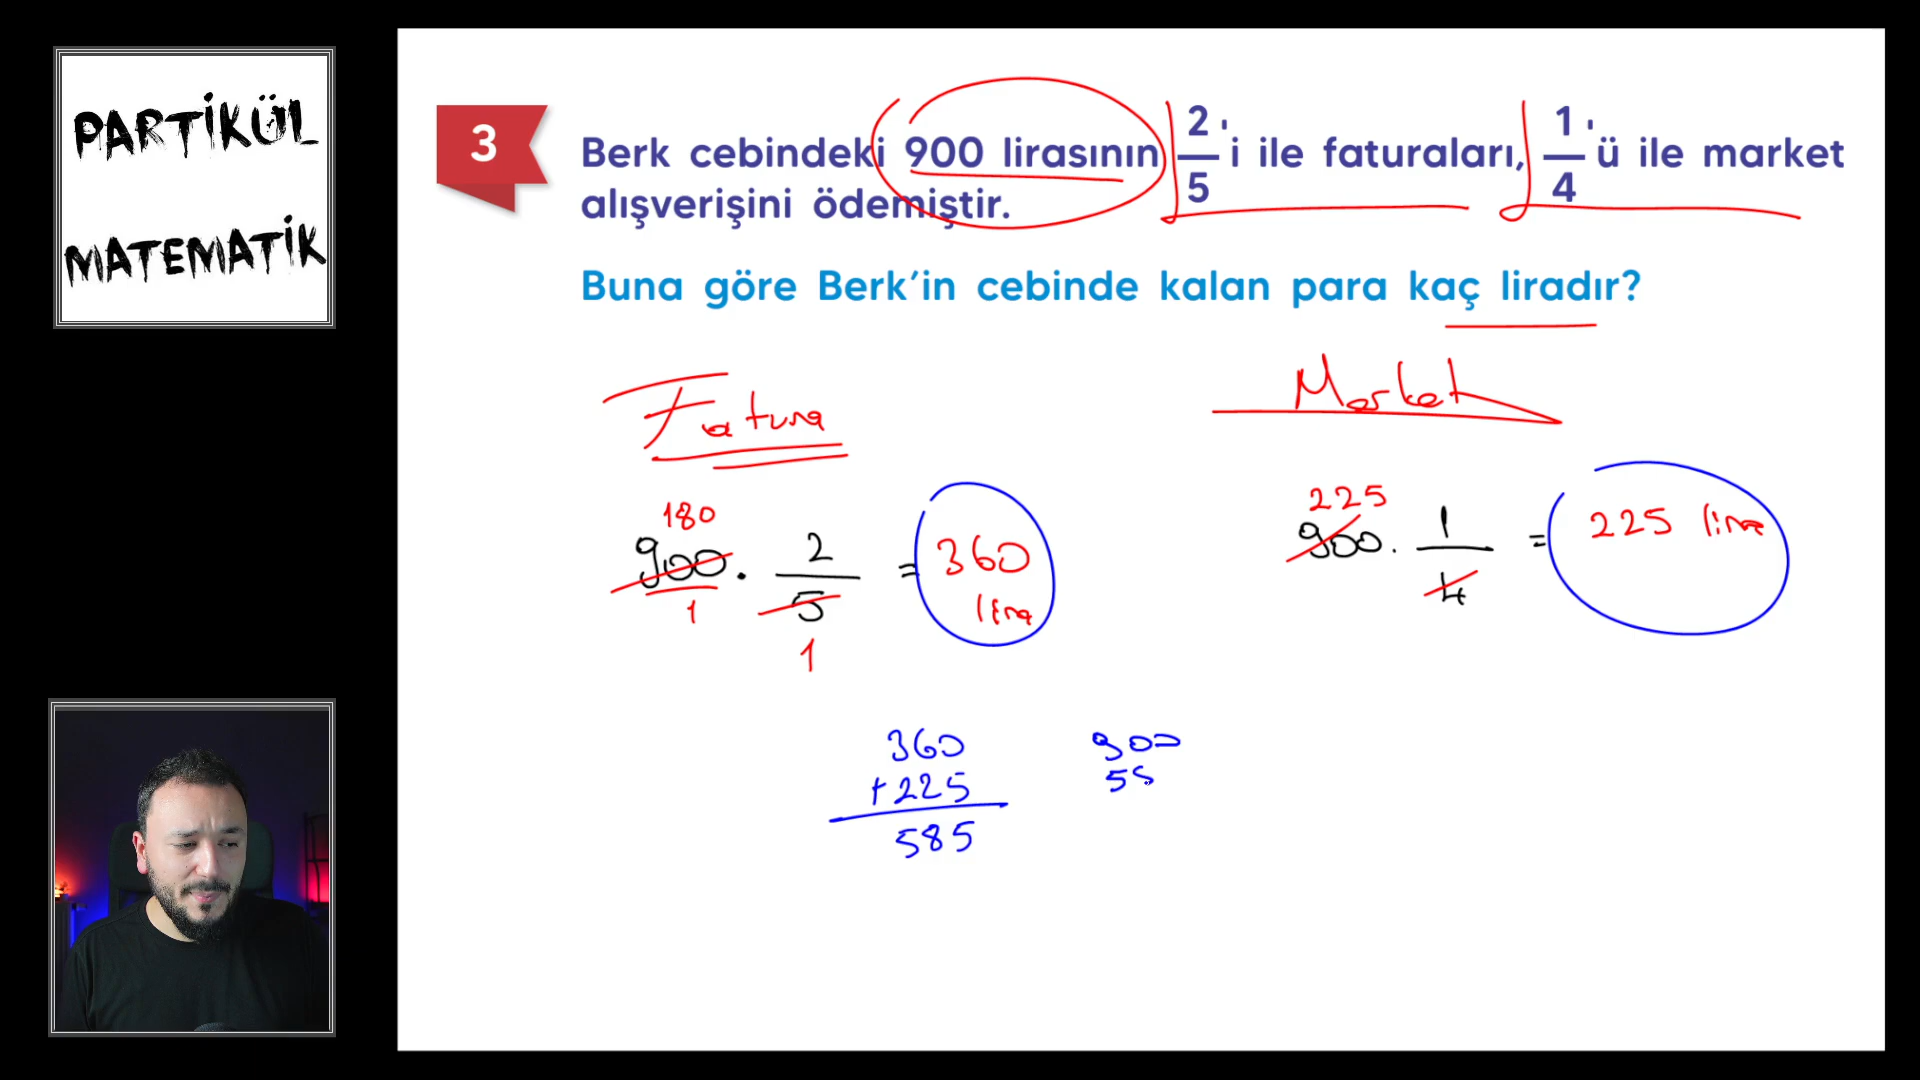 PARTİKÜL
MATEMATİK
3
Berk cebindeki 900 lirasının 2/5'i ile faturaları, 1/4'ü ile market
alışverişini ödemiştir.
Buna göre Berk'in cebinde kalan para kaç liradır?
Fatura
Market
180
900 . 2/5 = 360
lira
1
1
225
900 . 1/4 = 225 lira
360
+225
585
900
58